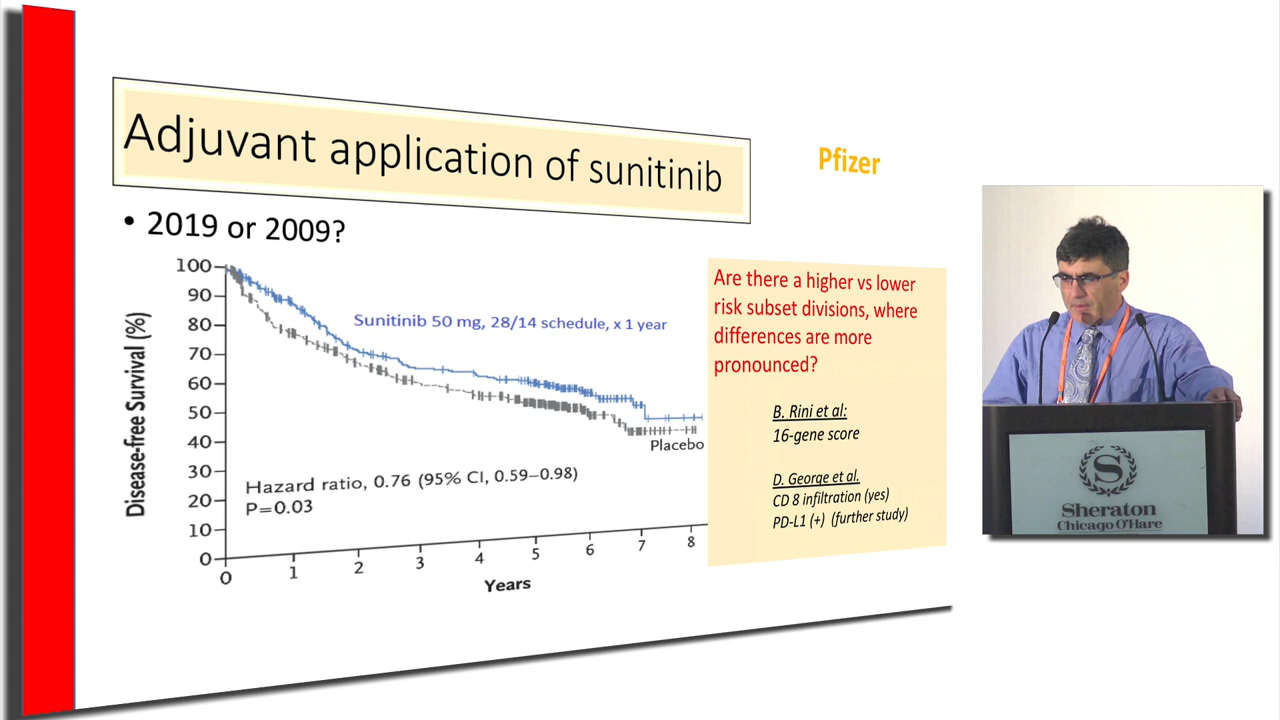 Adjuvant application of sunitinib
Pfizer
• 2019 or 2009?
Disease-free Survival (%)
100
90
80
70
60
50
40
30
20
10
0
Sunitinib 50 mg, 28/14 schedule, x 1 year
Placebo
Hazard ratio, 0.76 (95% CI, 0.59–0.98)
P=0.03
0 1 2 3 4 5 6 7 8
Years
Are there a higher vs lower
risk subset divisions, where
differences are more
pronounced?
B. Rini et al:
16-gene score
D. George et al.
CD 8 infiltration (yes)
PD-L1 (+) (further study)
S
Sheraton
Chicago O'Hare